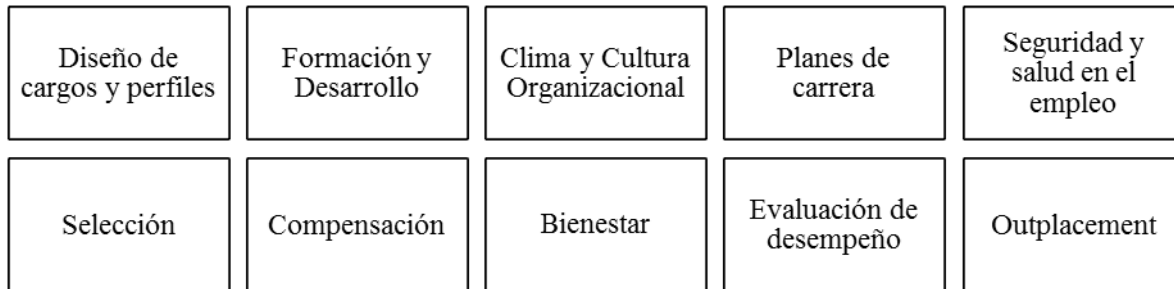 Diseño de
cargos y perfiles
Formación y
Desarrollo
Clima y Cultura
Organizacional
Planes de
carrera
Seguridad y
salud en el
empleo
Selección
Compensación
Bienestar
Evaluación de
desempeño
Outplacement